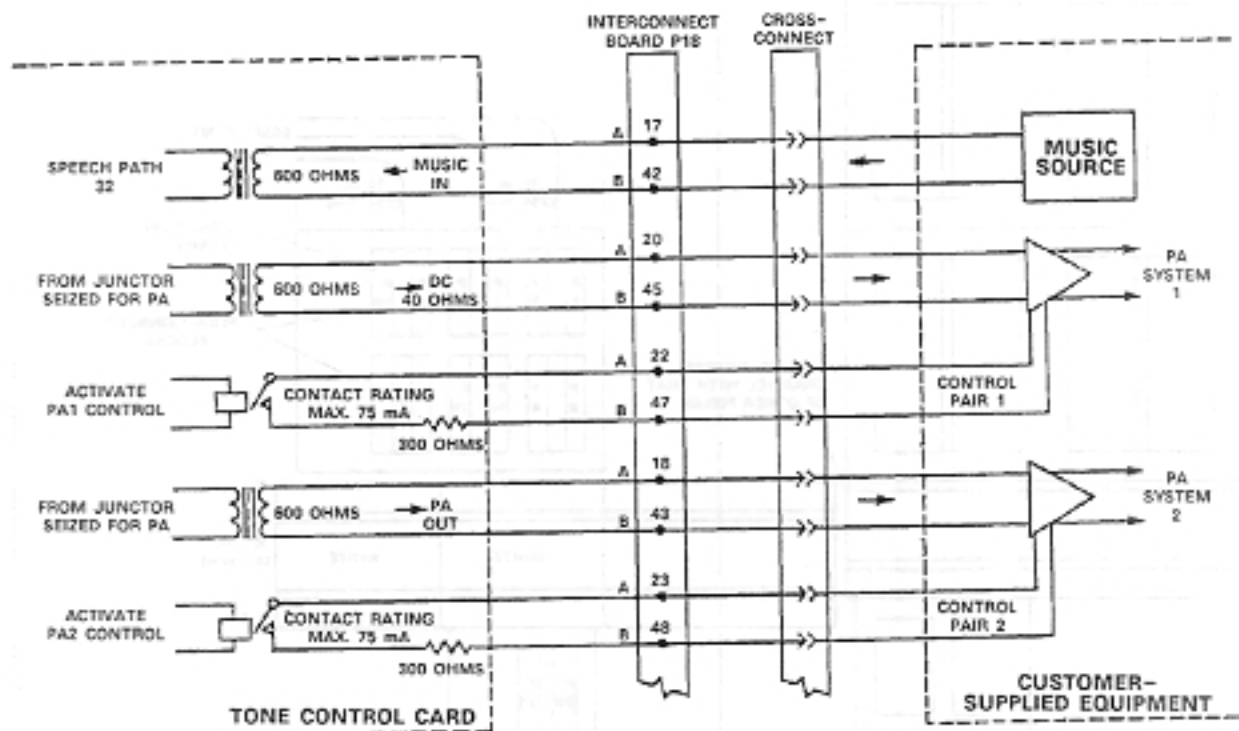 INTERCONNECT
BOARD P18
CROSS-
CONNECT
SPEECH PATH
32
600 OHMS
MUSIC
IN
A
17
B
42
MUSIC
SOURCE
FROM JUNCTOR
SEIZED FOR PA
600 OHMS
DC
40 OHMS
A
20
B
45
PA
SYSTEM
1
ACTIVATE
PA1 CONTROL
CONTACT RATING
MAX. 75 mA
300 OHMS
A
22
B
47
CONTROL
PAIR 1
FROM JUNCTOR
SEIZED FOR PA
600 OHMS
PA
OUT
A
18
B
43
PA
SYSTEM
2
ACTIVATE
PA2 CONTROL
CONTACT RATING
MAX. 75 mA
300 OHMS
A
23
B
48
CONTROL
PAIR 2
TONE CONTROL CARD
CUSTOMER-
SUPPLIED EQUIPMENT